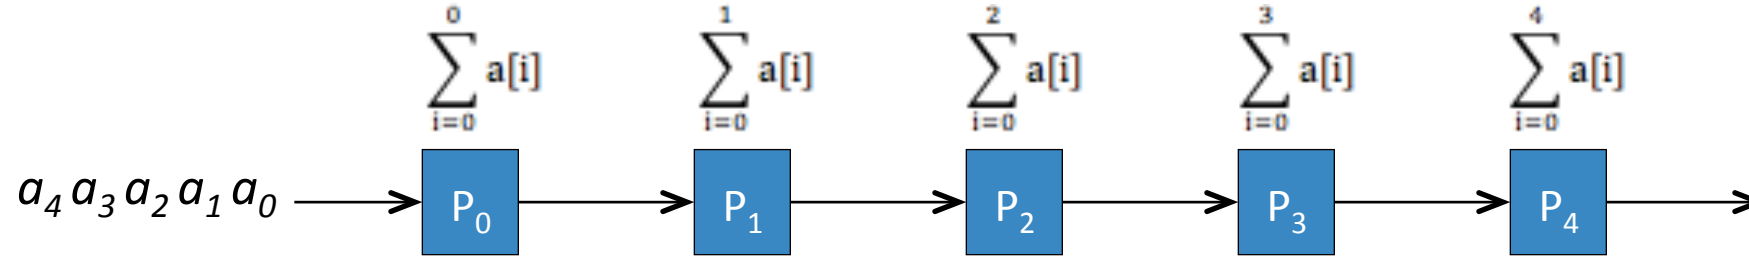 0 1 2 3 4
∑ a[i] ∑ a[i] ∑ a[i] ∑ a[i] ∑ a[i]
i=0 i=0 i=0 i=0 i=0
a₄ a₃ a₂ a₁ a₀ P₀ P₁ P₂ P₃ P₄